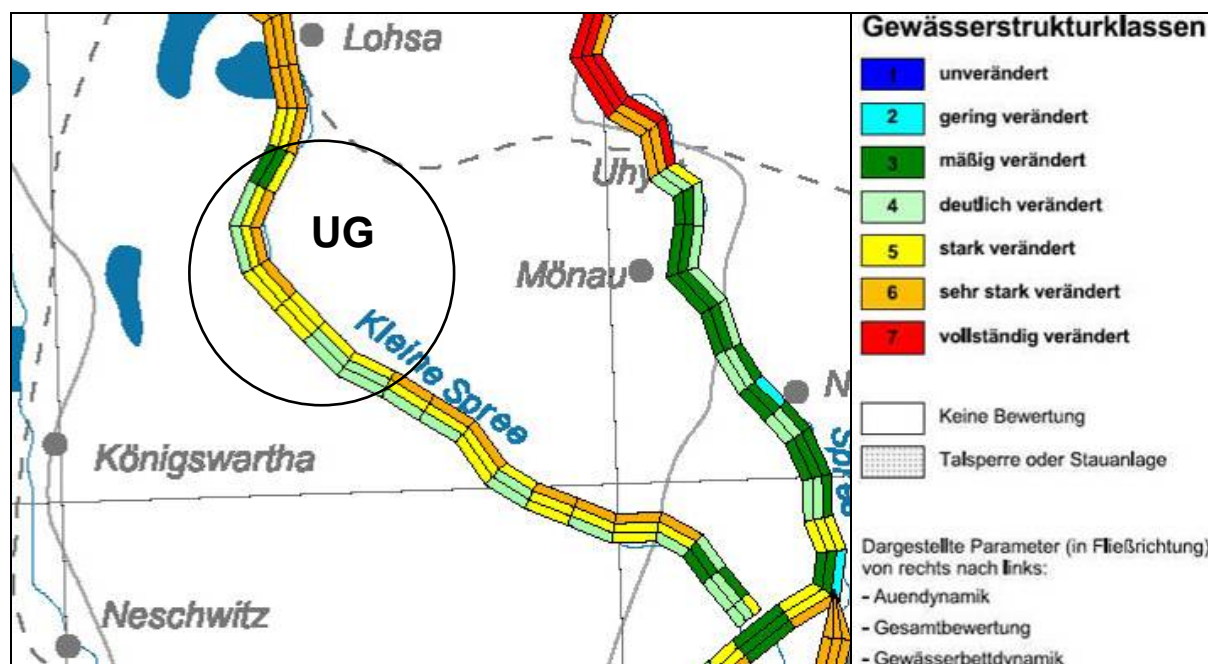 Lohsa
UG
Uhy
Mönau
Kleine Spree
N
Spree
Königswartha
Neschwitz
Gewässerstrukturklassen
1 unverändert
2 gering verändert
3 mäßig verändert
4 deutlich verändert
5 stark verändert
6 sehr stark verändert
7 vollständig verändert
Keine Bewertung
Talsperre oder Stauanlage
Dargestellte Parameter (in Fließrichtung)
von rechts nach links:
- Auendynamik
- Gesamtbewertung
- Gewässerbettdynamik